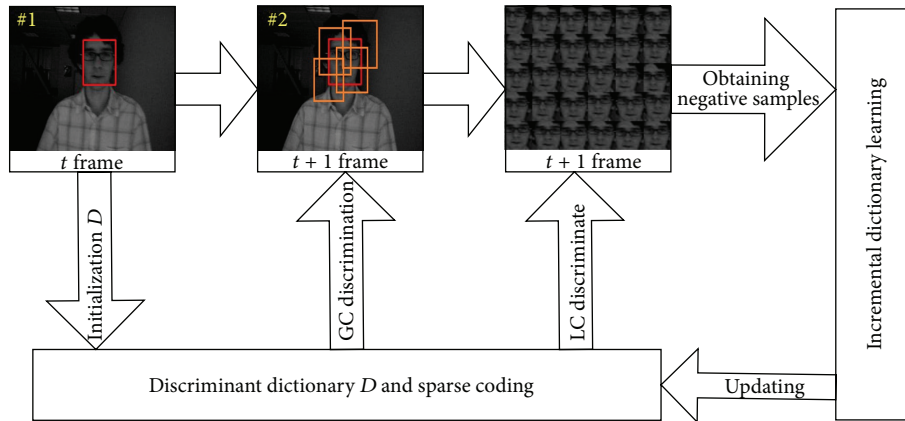 #1
#2
t frame
t + 1 frame
t + 1 frame
Obtaining
negative samples
Initialization D
GC discrimination
LC discriminate
Incremental dictionary learning
Discriminant dictionary D and sparse coding
Updating